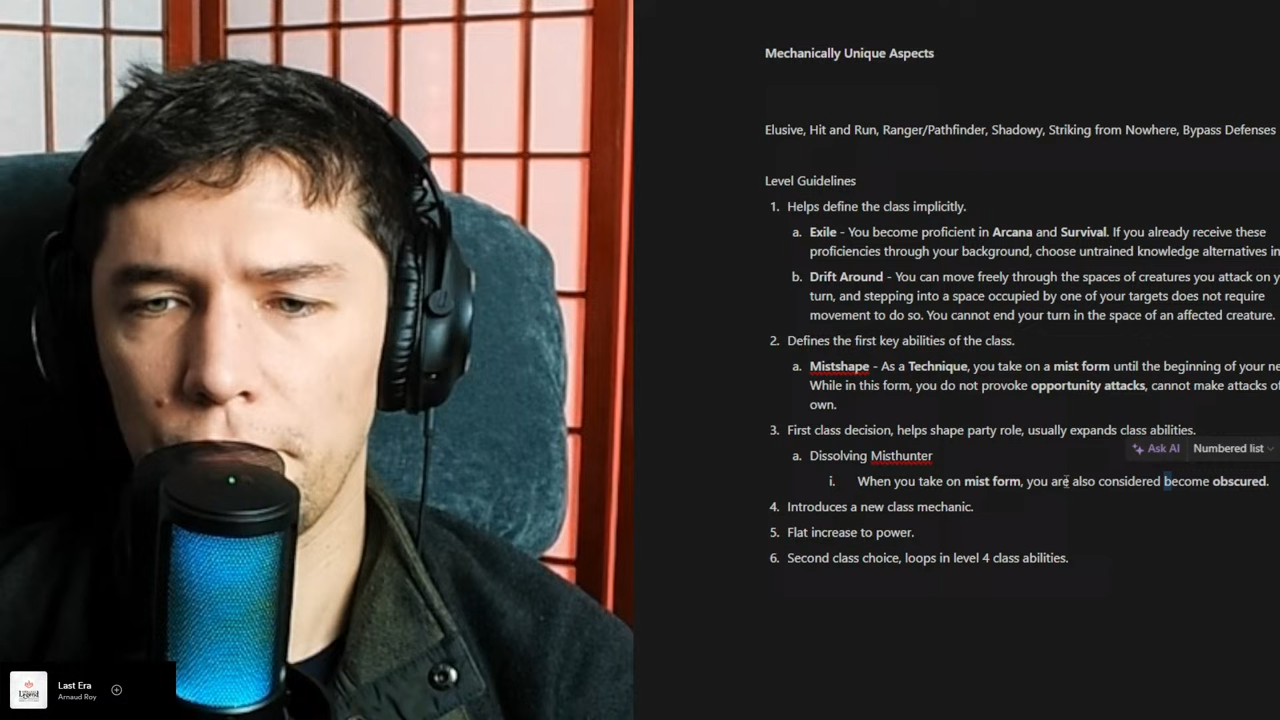 Mechanically Unique Aspects
Elusive, Hit and Run, Ranger/Pathfinder, Shadowy, Striking from Nowhere, Bypass Defenses
Level Guidelines
1. Helps define the class implicitly.
a. Exile - You become proficient in Arcana and Survival. If you already receive these
proficiencies through your background, choose untrained knowledge alternatives in
b. Drift Around - You can move freely through the spaces of creatures you attack on
turn, and stepping into a space occupied by one of your targets does not require
movement to do so. You cannot end your turn in the space of an affected creature.
2. Defines the first key abilities of the class.
a. Mistshape - As a Technique, you take on a mist form until the beginning of your
While in this form, you do not provoke opportunity attacks, cannot make attacks
own.
3. First class decision, helps shape party role, usually expands class abilities.
Ask AI Numbered list
a. Dissolving Misthunter
i. When you take on mist form, you are also considered become obscured.
4. Introduces a new class mechanic.
5. Flat increase to power.
6. Second class choice, loops in level 4 class abilities.
Legend
Last Era
Arnaud Roy